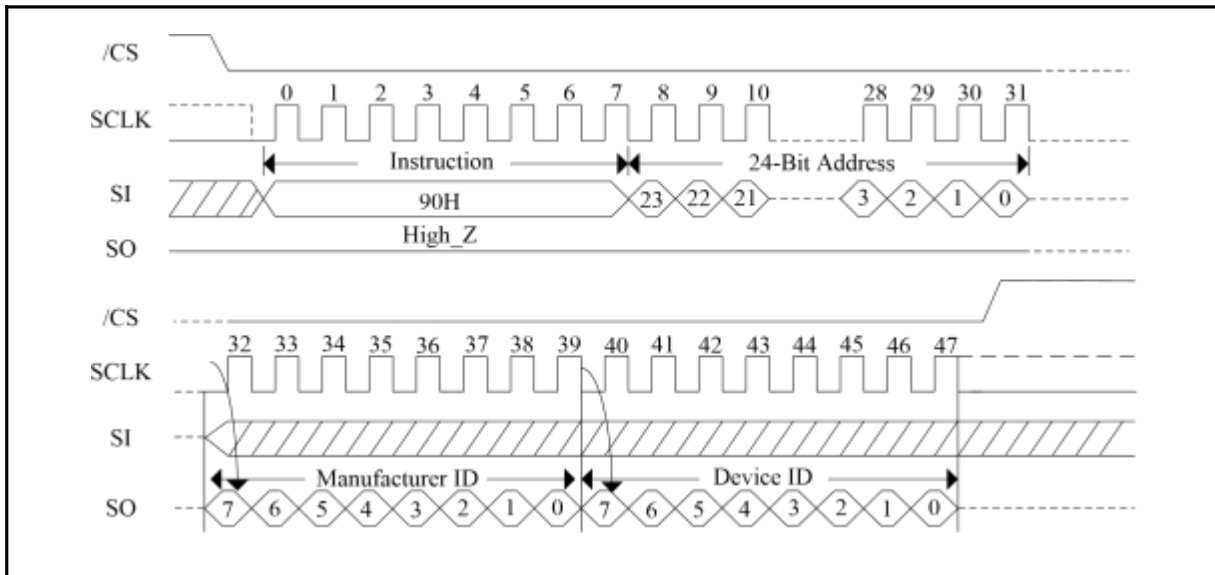 /CS
0 1 2 3 4 5 6 7 8 9 10 28 29 30 31
SCLK
Instruction 24-Bit Address
SI 90H 23 22 21 3 2 1 0
High_Z
SO
/CS
32 33 34 35 36 37 38 39 40 41 42 43 44 45 46 47
SCLK
SI
Manufacturer ID Device ID
SO 7 6 5 4 3 2 1 0 7 6 5 4 3 2 1 0